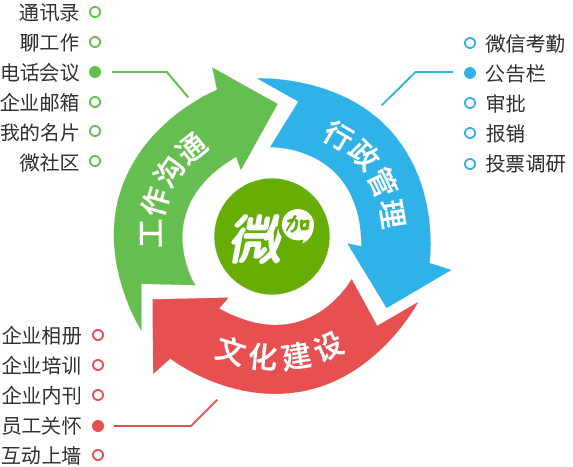 通讯录
聊工作
电话会议
企业邮箱
我的名片
微社区
工作沟通
微信考勤
公告栏
审批
报销
投票调研
行政管理
微加
企业相册
企业培训
企业内刊
员工关怀
互动上墙
文化建设